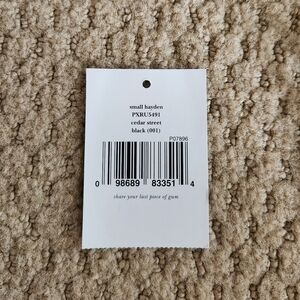 small hayden
PXRU5491
cedar street
black (001)
P07896
0 98689 83351 4
share your last piece of gum